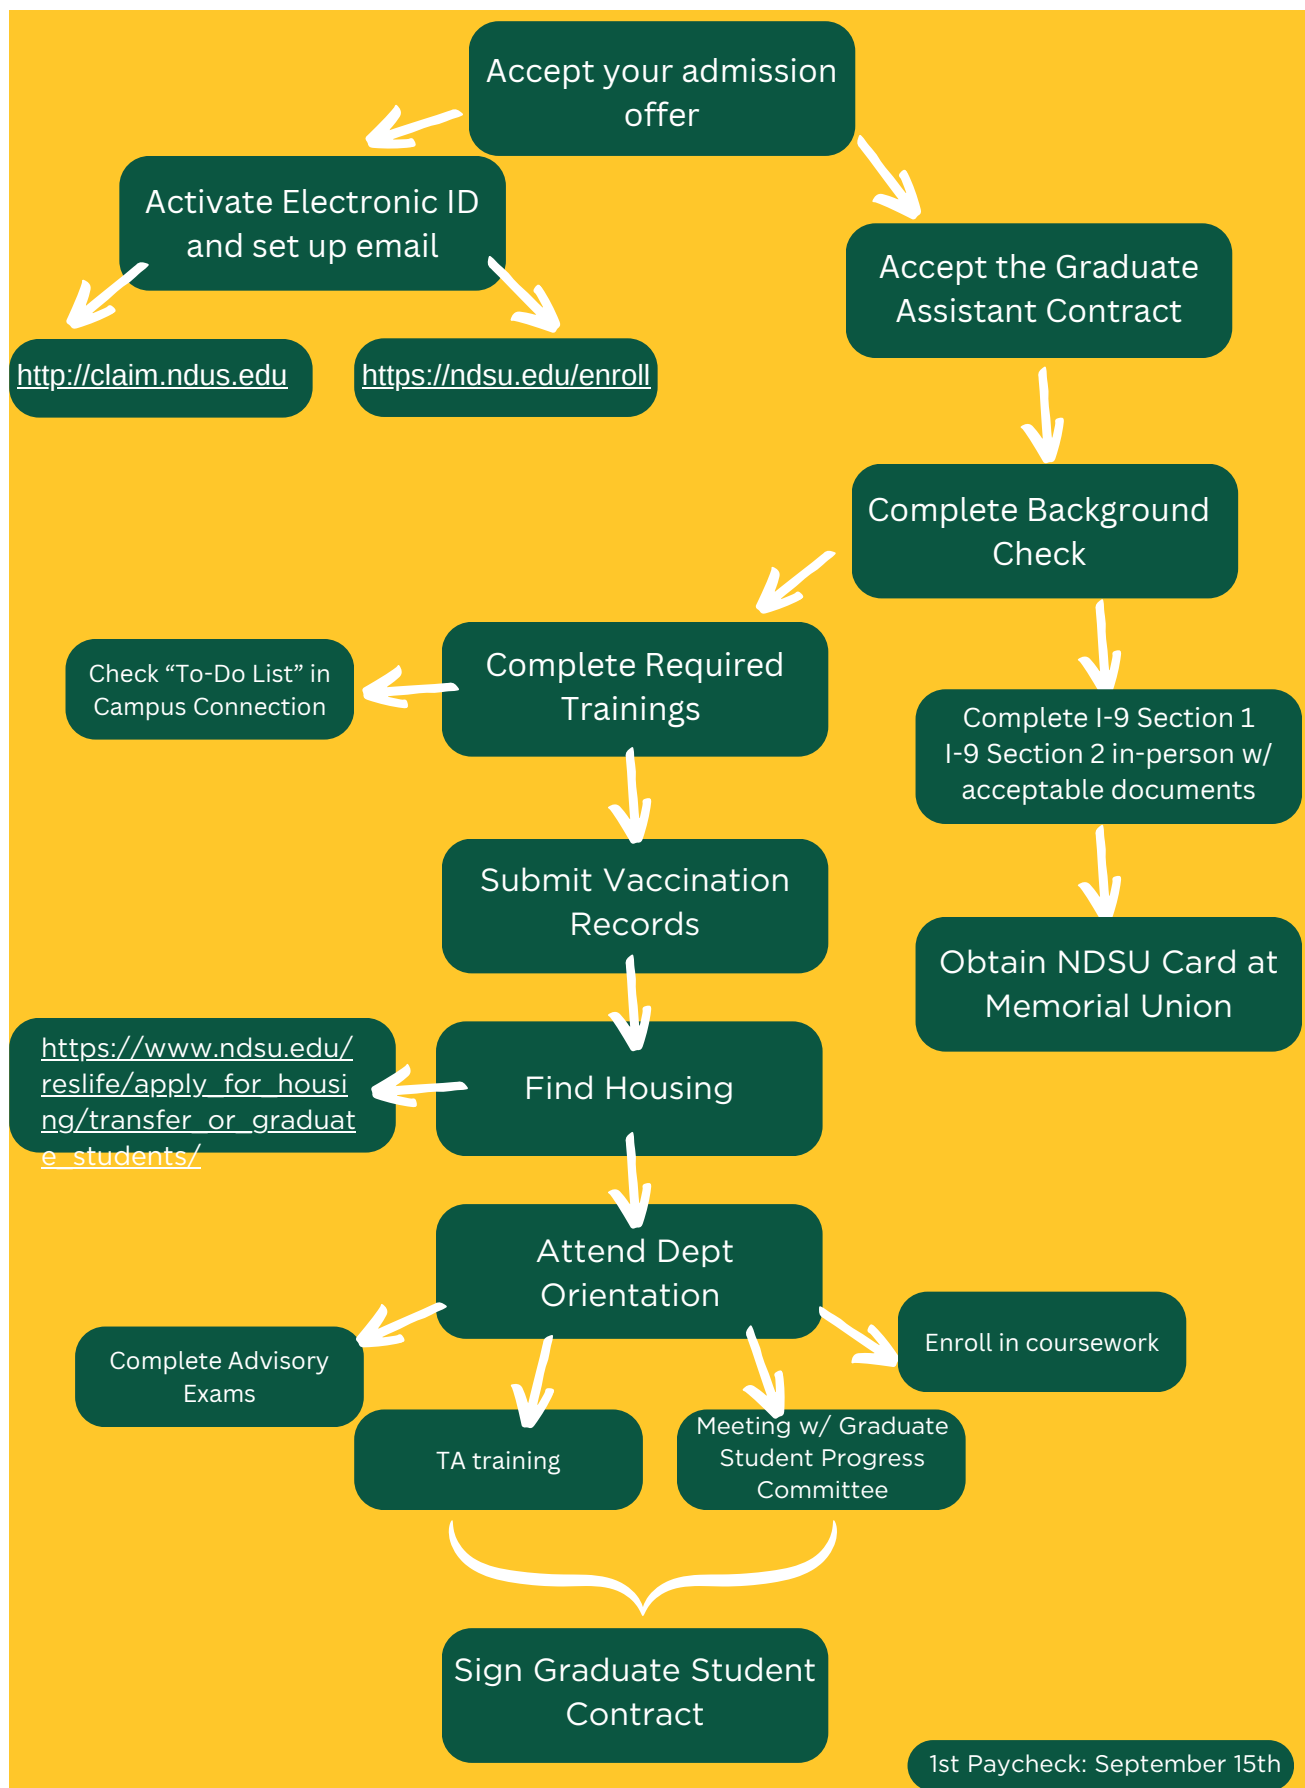 Accept your admission
offer
Activate Electronic ID
and set up email
Accept the Graduate
Assistant Contract
http://claim.ndus.edu
https://ndsu.edu/enroll
Complete Background
Check
Complete Required
Trainings
Check “To-Do List” in
Campus Connection
Complete I-9 Section 1
I-9 Section 2 in-person w/
acceptable documents
Submit Vaccination
Records
Obtain NDSU Card at
Memorial Union
Find Housing
https://www.ndsu.edu/
reslife/apply_for_housi
ng/transfer_or_graduat
e_students/
Attend Dept
Orientation
Complete Advisory
Exams
TA training
Meeting w/ Graduate
Student Progress
Committee
Enroll in coursework
Sign Graduate Student
Contract
1st Paycheck: September 15th